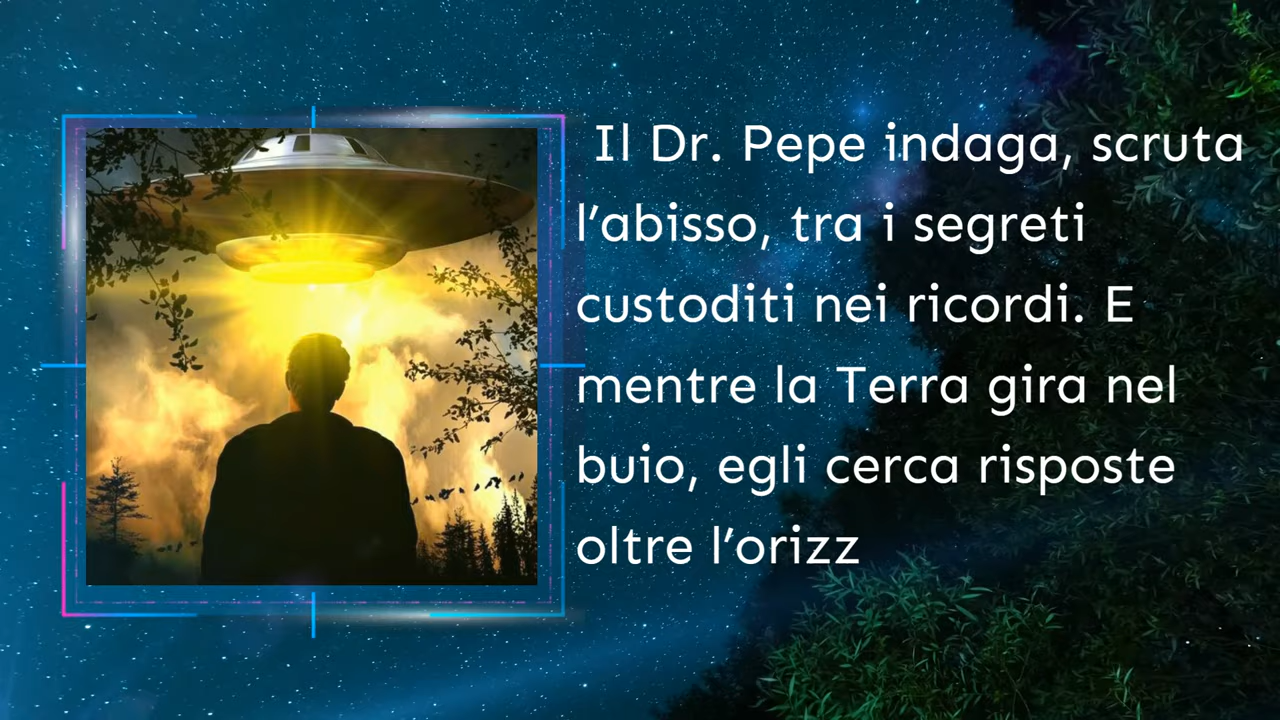 Il Dr. Pepe indaga, scruta
l’abisso, tra i segreti
custoditi nei ricordi. E
mentre la Terra gira nel
buio, egli cerca risposte
oltre l’orizz